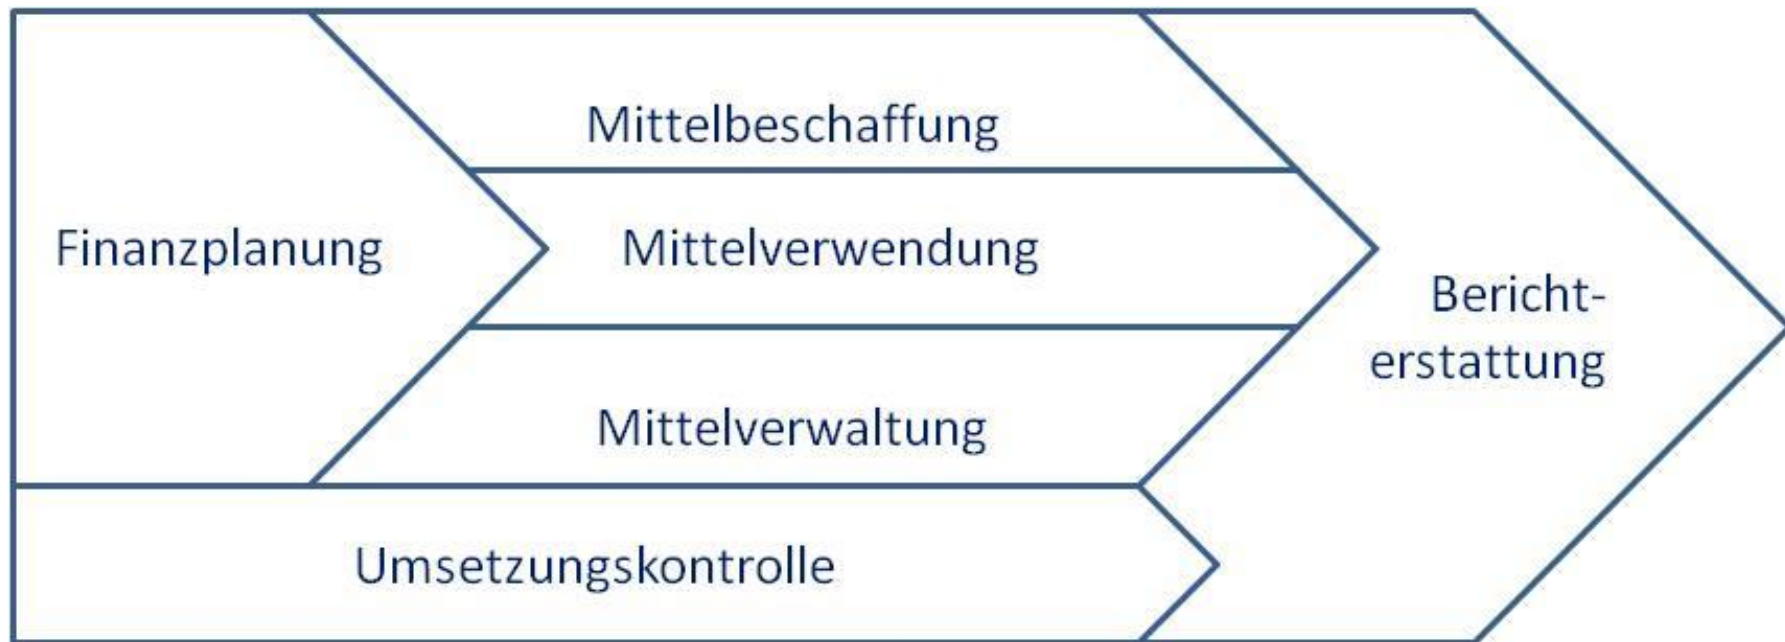 Mittelbeschaffung
Finanzplanung
Mittelverwendung
Bericht-
erstattung
Mittelverwaltung
Umsetzungskontrolle